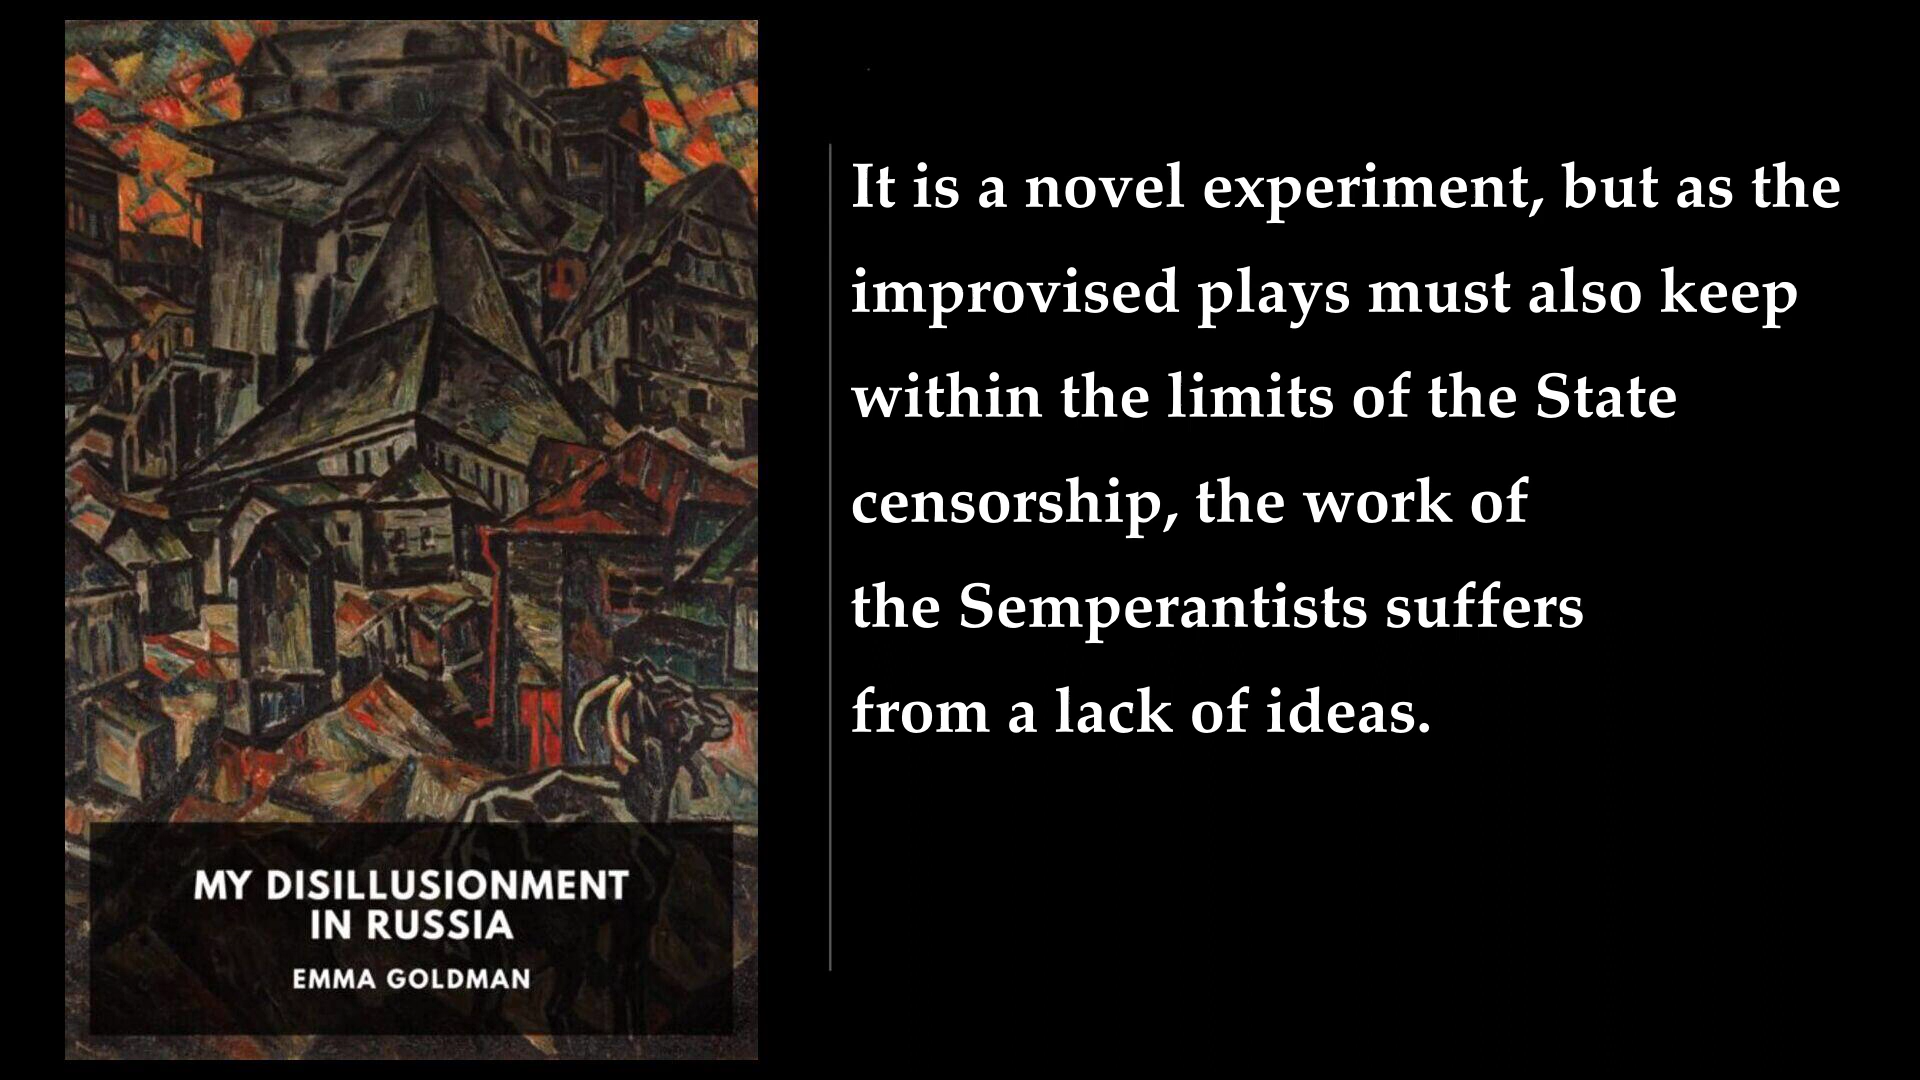 It is a novel experiment, but as the
improvised plays must also keep
within the limits of the State
censorship, the work of
the Semperantists suffers
from a lack of ideas.
MY DISILLUSIONMENT
IN RUSSIA
EMMA GOLDMAN